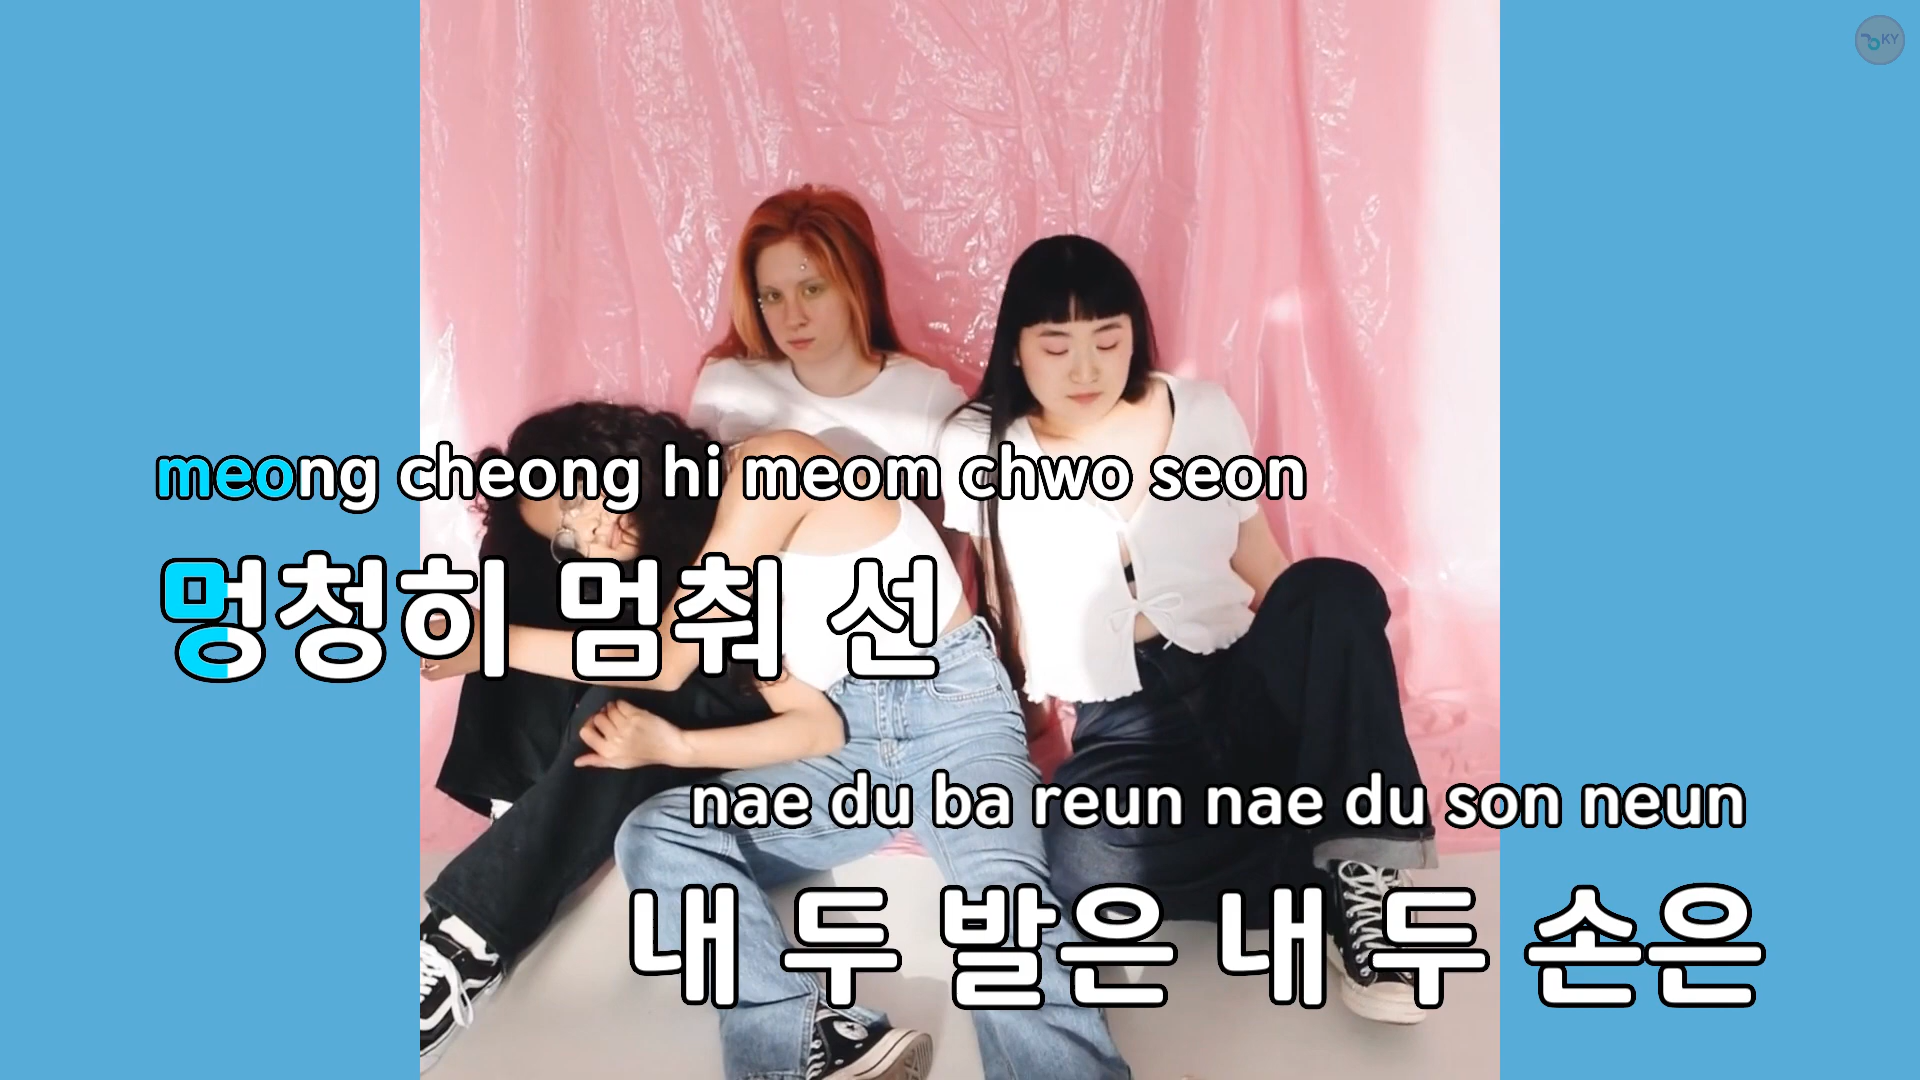 KY
meong cheong hi meom chwo seon
멍청히 멈춰 선
nae du ba reun nae du son neun
내 두 발은 내 두 손은